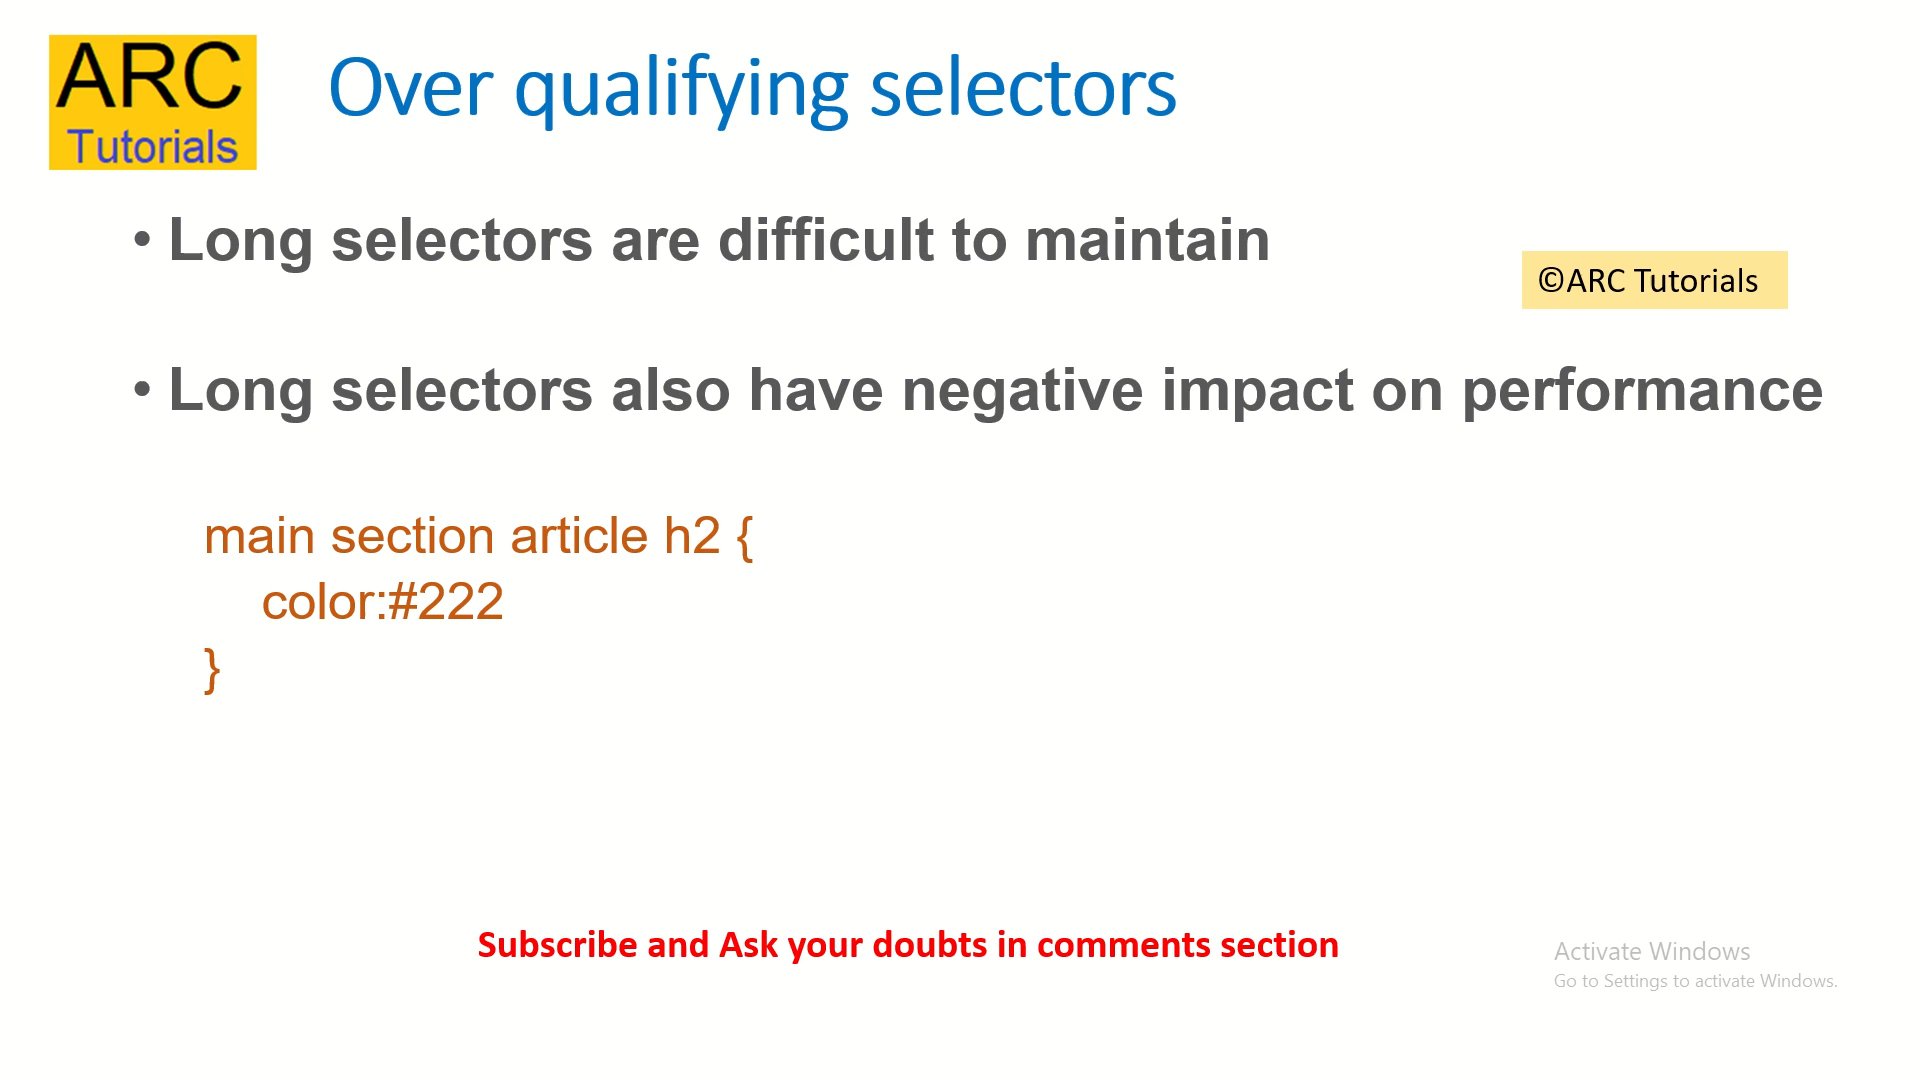 ARC
Tutorials
Over qualifying selectors
• Long selectors are difficult to maintain
©ARC Tutorials
• Long selectors also have negative impact on performance
main section article h2 {
color:#222
}
Subscribe and Ask your doubts in comments section
Activate Windows
Go to Settings to activate Windows.